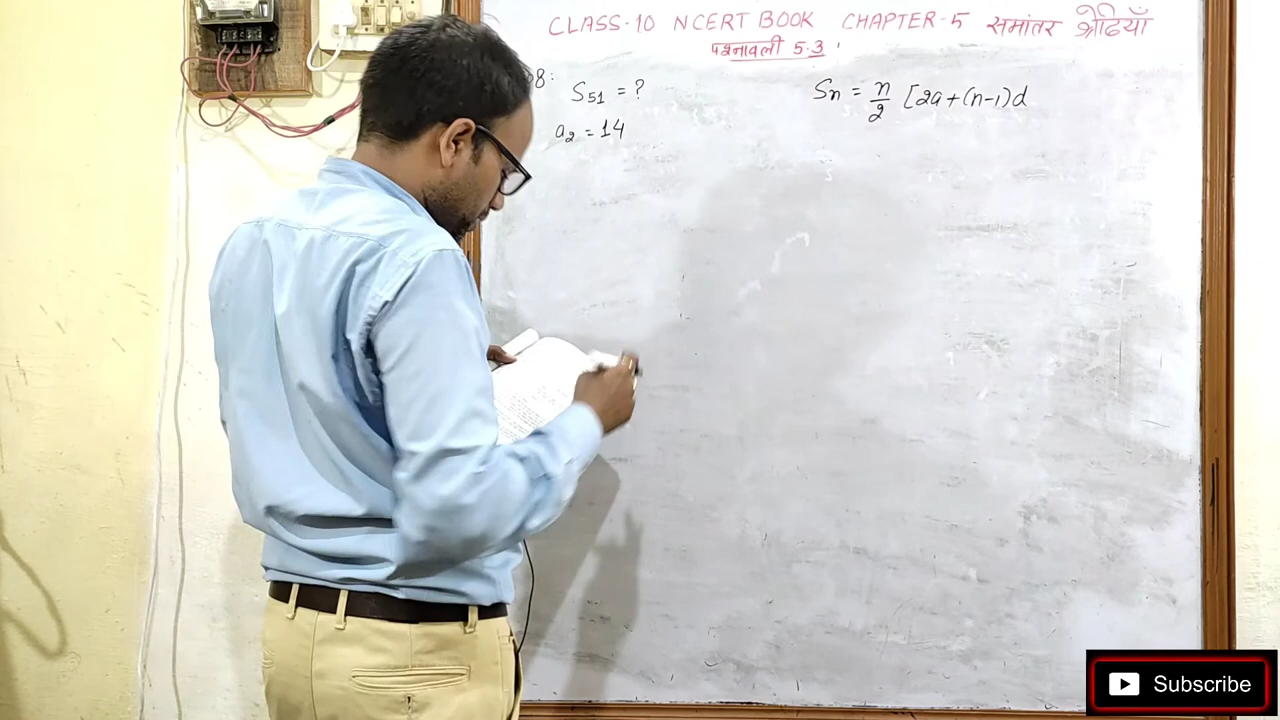 CLASS-10 NCERT BOOK CHAPTER-5 समांतर श्रेढियाँ
प्रश्नावली 5.3
8:
S₅₁ = ?
Sn = n/2 [2a+(n-1)d
a₂ = 14
Subscribe